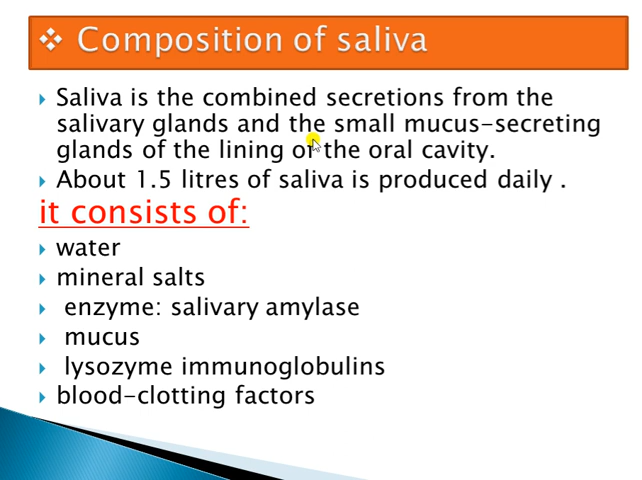 Composition of saliva
Saliva is the combined secretions from the
salivary glands and the small mucus-secreting
glands of the lining of the oral cavity.
About 1.5 litres of saliva is produced daily .
it consists of:
water
mineral salts
enzyme: salivary amylase
mucus
lysozyme immunoglobulins
blood-clotting factors